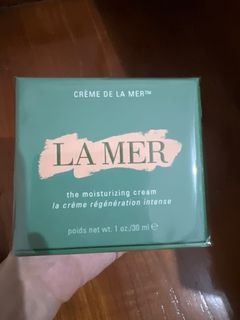 CRÈME DE LA MER™
LA MER
the moisturizing cream
la crème régénération intense
poids net wt. 1 oz./30 ml ℮